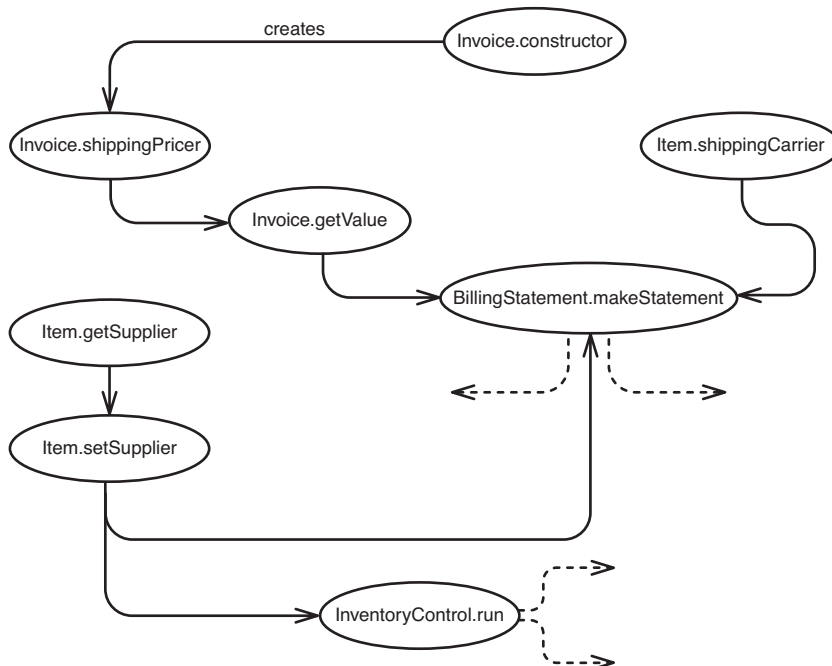 creates
Invoice.constructor
Invoice.shippingPricer
Item.shippingCarrier
Invoice.getValue
BillingStatement.makeStatement
Item.getSupplier
Item.setSupplier
InventoryControl.run